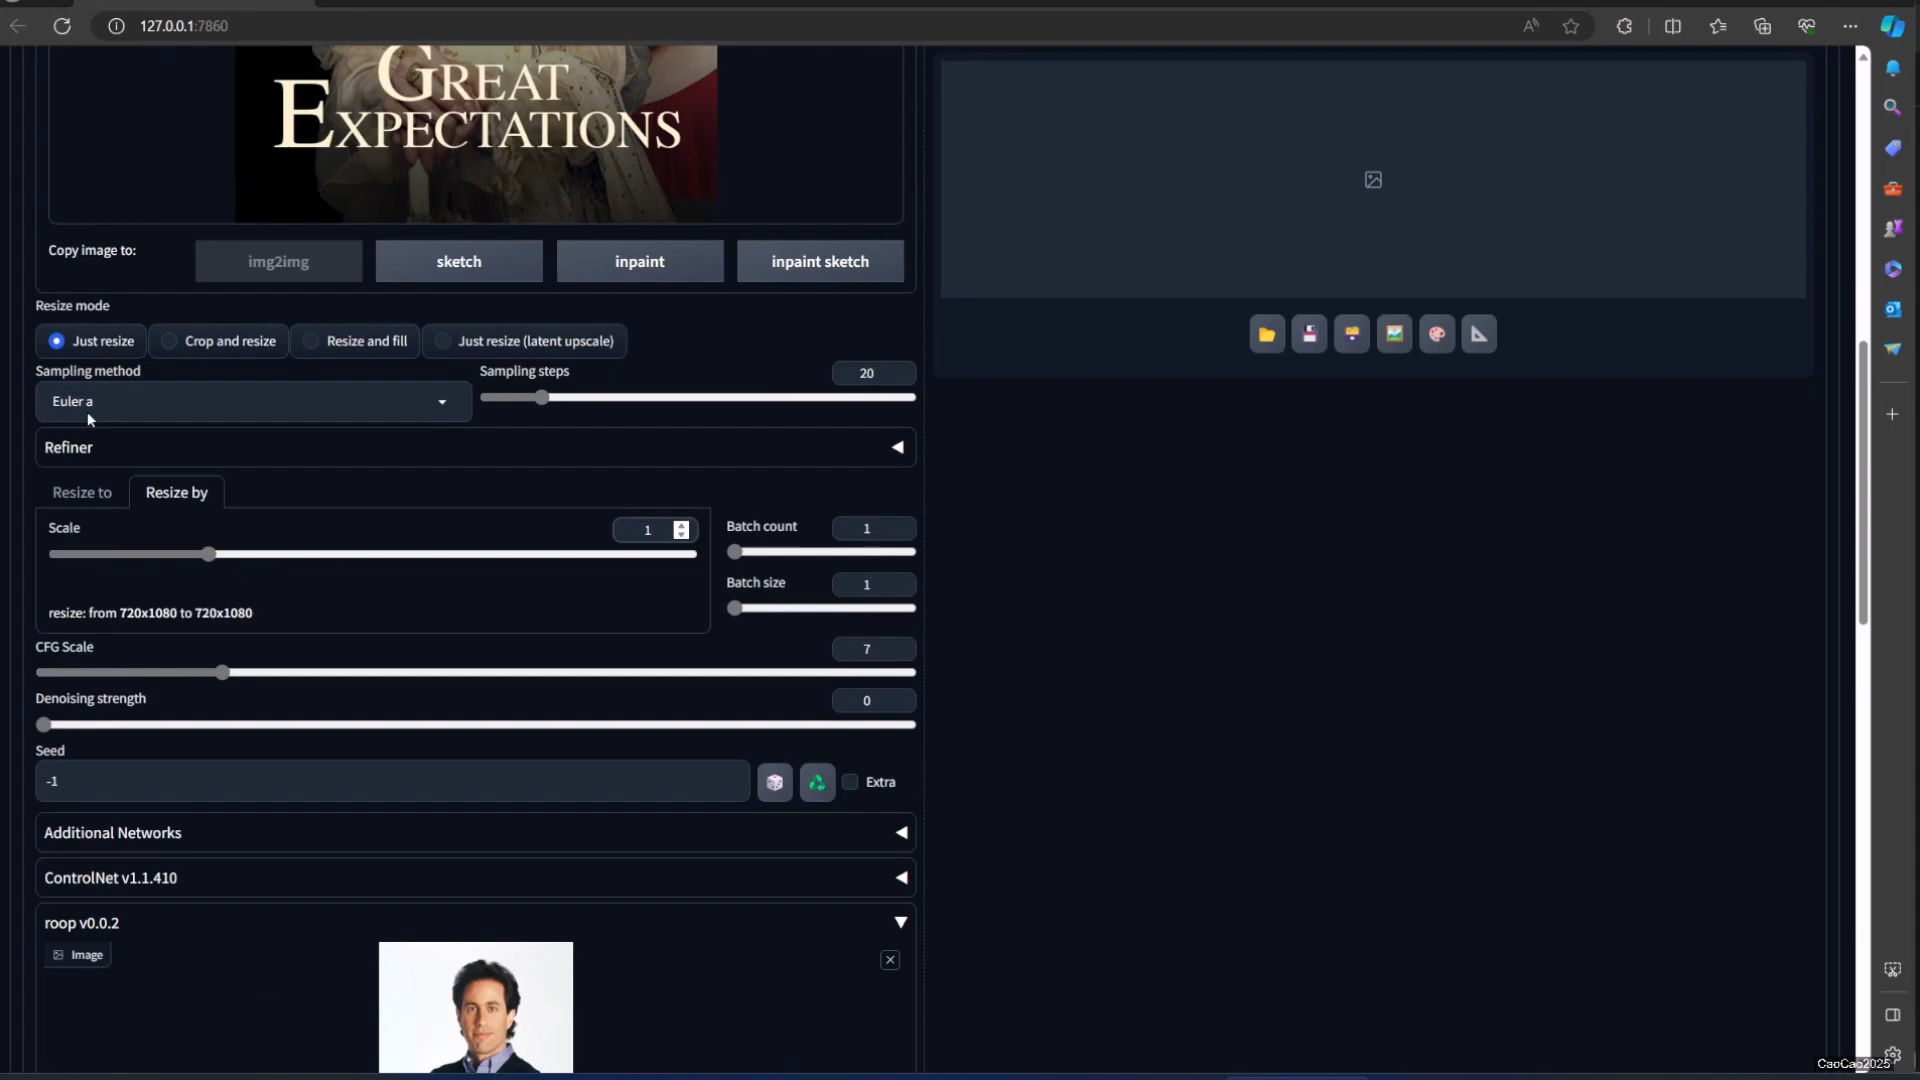 127.0.0.1:7860
GREAT
EXPECTATIONS
Copy image to:
img2img
sketch
inpaint
inpaint sketch
Resize mode
Just resize
Crop and resize
Resize and fill
Just resize (latent upscale)
Sampling method
Sampling steps
20
Euler a
Refiner
Resize to
Resize by
Scale
1
Batch count
1
Batch size
1
resize: from 720x1080 to 720x1080
CFG Scale
7
Denoising strength
0
Seed
-1
Extra
Additional Networks
ControlNet v1.1.410
roop v0.0.2
Image
CaoCao2025